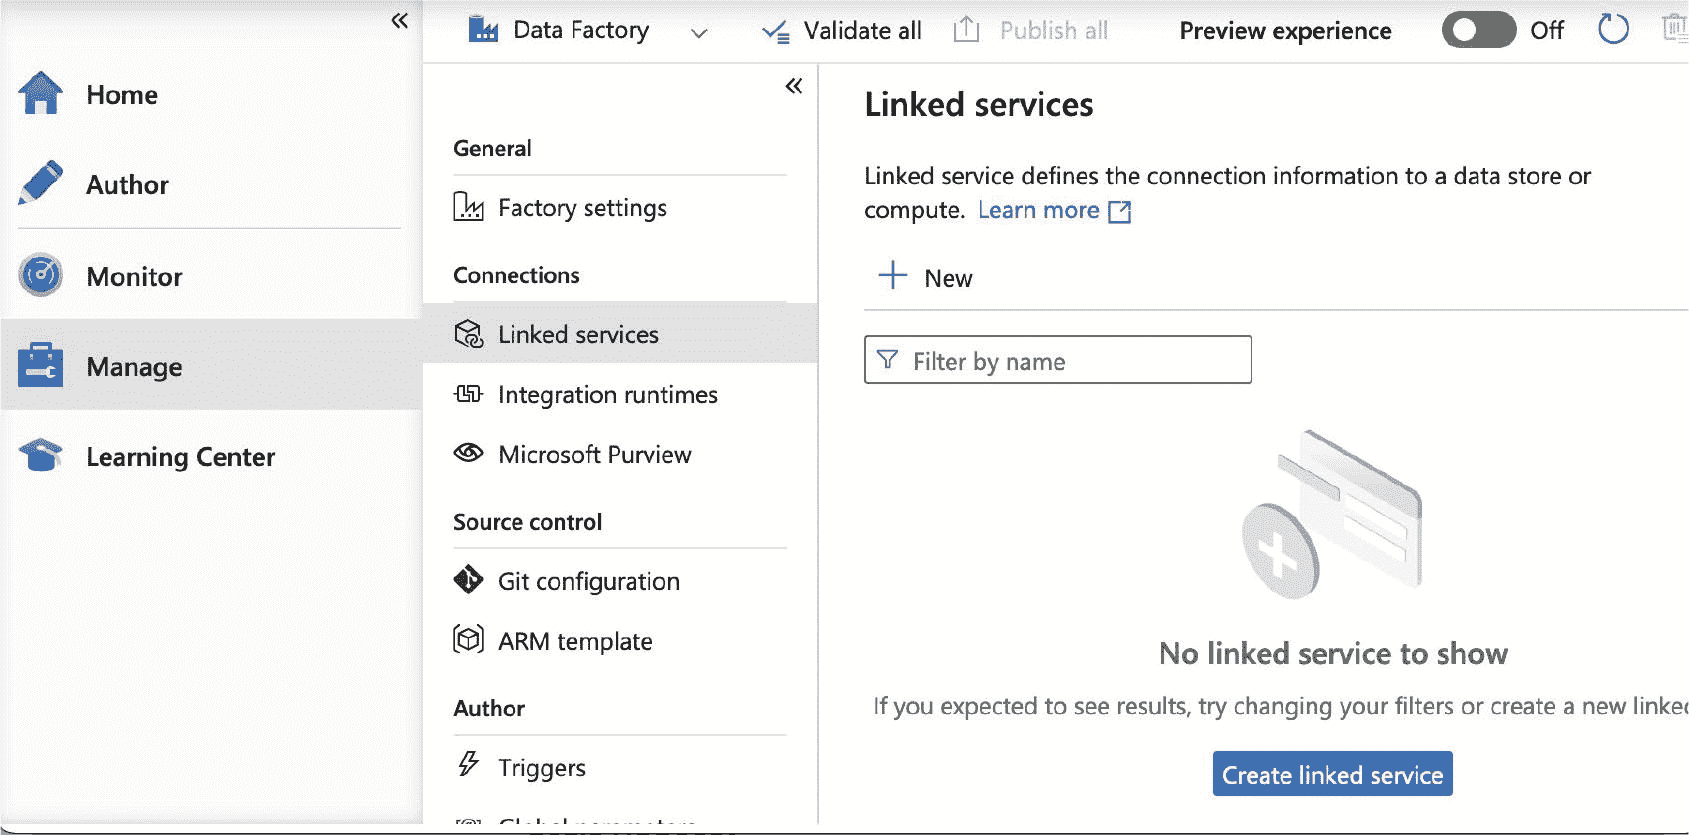 Data Factory
Validate all
Publish all
Preview experience
Off
Home
Author
Monitor
Manage
Learning Center
General
Factory settings
Connections
Linked services
Integration runtimes
Microsoft Purview
Source control
Git configuration
ARM template
Author
Triggers
Linked services
Linked service defines the connection information to a data store or
compute. Learn more
New
Filter by name
No linked service to show
If you expected to see results, try changing your filters or create a new linked
Create linked service